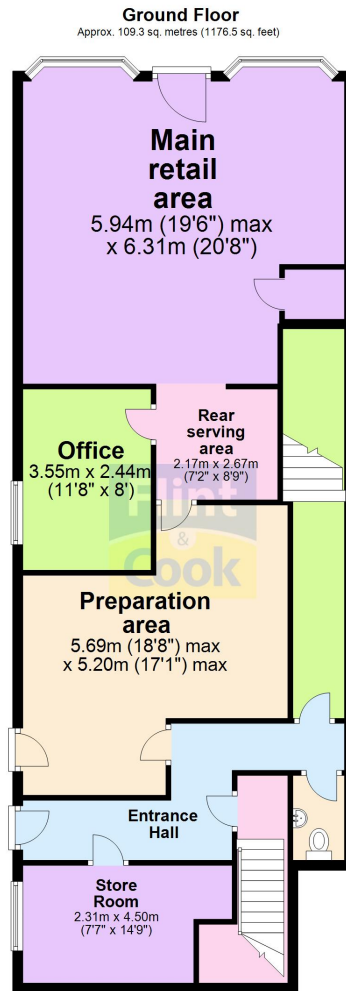 Ground Floor
Approx. 109.3 sq. metres (1176.5 sq. feet)
Main
retail
area
5.94m (19'6") max
x 6.31m (20'8")
Rear
serving
area
2.17m x 2.67m
(7'2" x 8'9")
Office
3.55m x 2.44m
(11'8" x 8')
Flint
&
Cook
Preparation
area
5.69m (18'8") max
x 5.20m (17'1") max
Entrance
Hall
Store
Room
2.31m x 4.50m
(7'7" x 14'9")